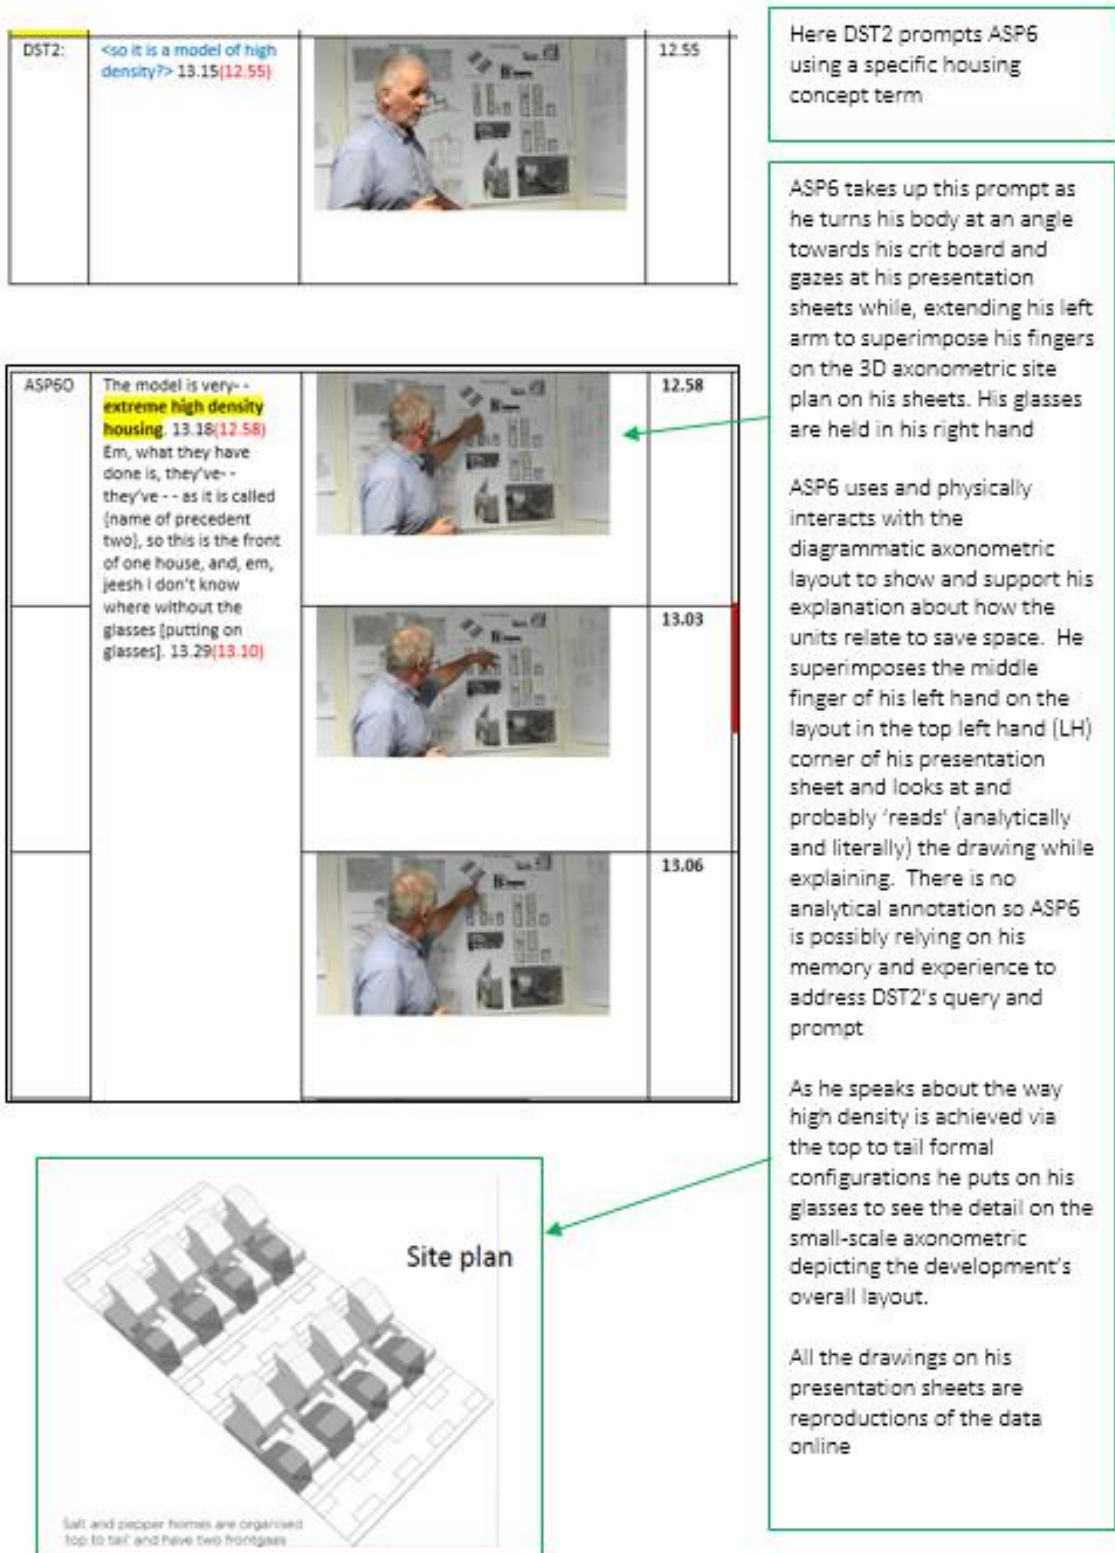 DST2:
<so it is a model of high
density?> 13.15(12.55)
12.55
Here DST2 prompts ASP6
using a specific housing
concept term
ASP6O
The model is very- -
extreme high density
housing. 13.18(12.58)
Em, what they have
done is, they've- -
they've - - as it is called
[name of precedent
two], so this is the front
of one house, and, em,
jeesh I don't know
where without the
glasses [putting on
glasses]. 13.29(13.10)
12.58
13.03
13.06
ASP6 takes up this prompt as
he turns his body at an angle
towards his crit board and
gazes at his presentation
sheets while, extending his left
arm to superimpose his fingers
on the 3D axonometric site
plan on his sheets. His glasses
are held in his right hand
ASP6 uses and physically
interacts with the
diagrammatic axonometric
layout to show and support his
explanation about how the
units relate to save space. He
superimposes the middle
finger of his left hand on the
layout in the top left hand (LH)
corner of his presentation
sheet and looks at and
probably 'reads' (analytically
and literally) the drawing while
explaining. There is no
analytical annotation so ASP6
is possibly relying on his
memory and experience to
address DST2's query and
prompt
As he speaks about the way
high density is achieved via
the top to tail formal
configurations he puts on his
glasses to see the detail on the
small-scale axonometric
depicting the development's
overall layout.
All the drawings on his
presentation sheets are
reproductions of the data
online
Site plan
Salt and pepper homes are organised
'top to tail' and have two frontgaes